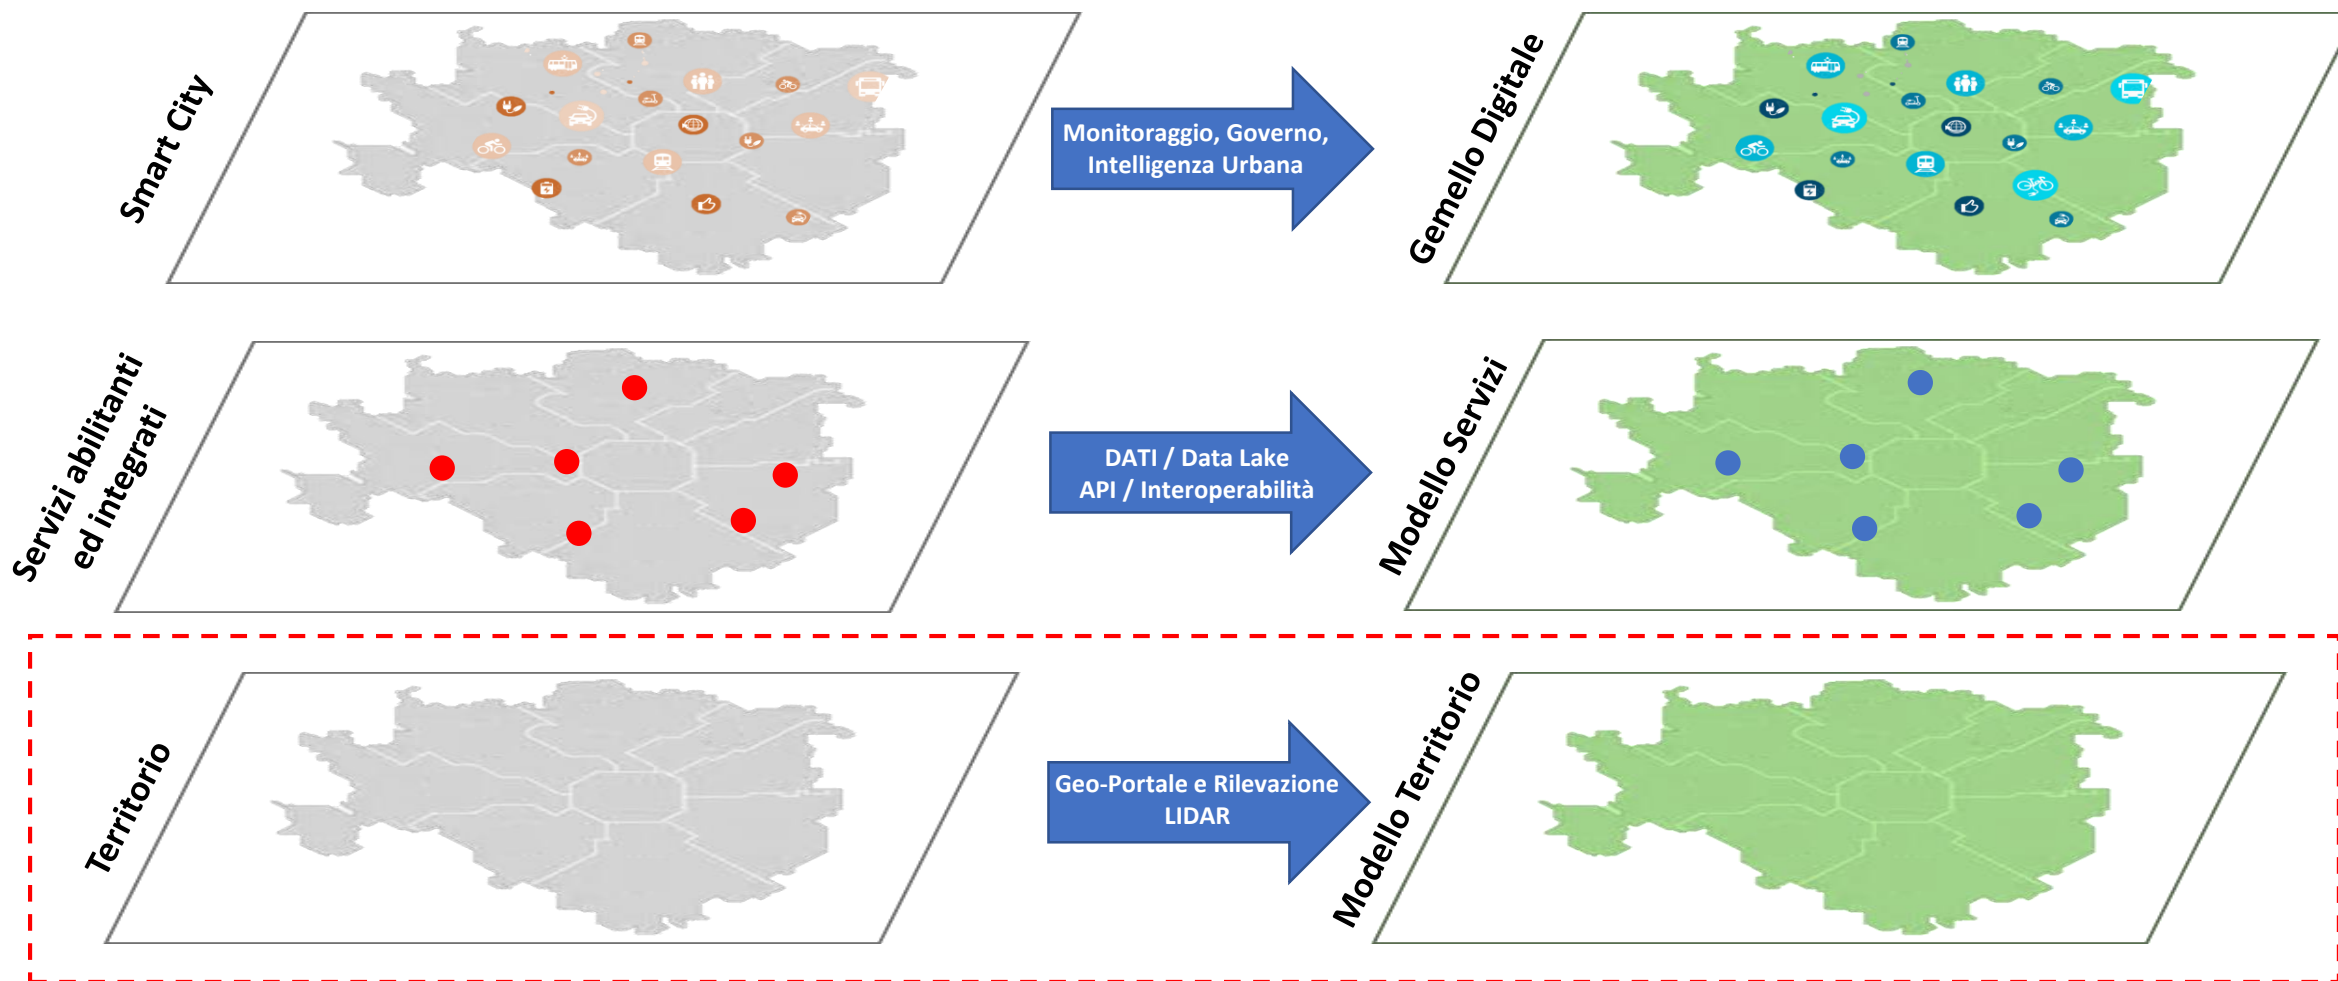 Smart City
Monitoraggio, Governo,
Intelligenza Urbana
Gemello Digitale
Servizi abilitanti
ed integrati
DATI / Data Lake
API / Interoperabilità
Modello Servizi
Territorio
Geo-Portale e Rilevazione
LIDAR
Modello Territorio